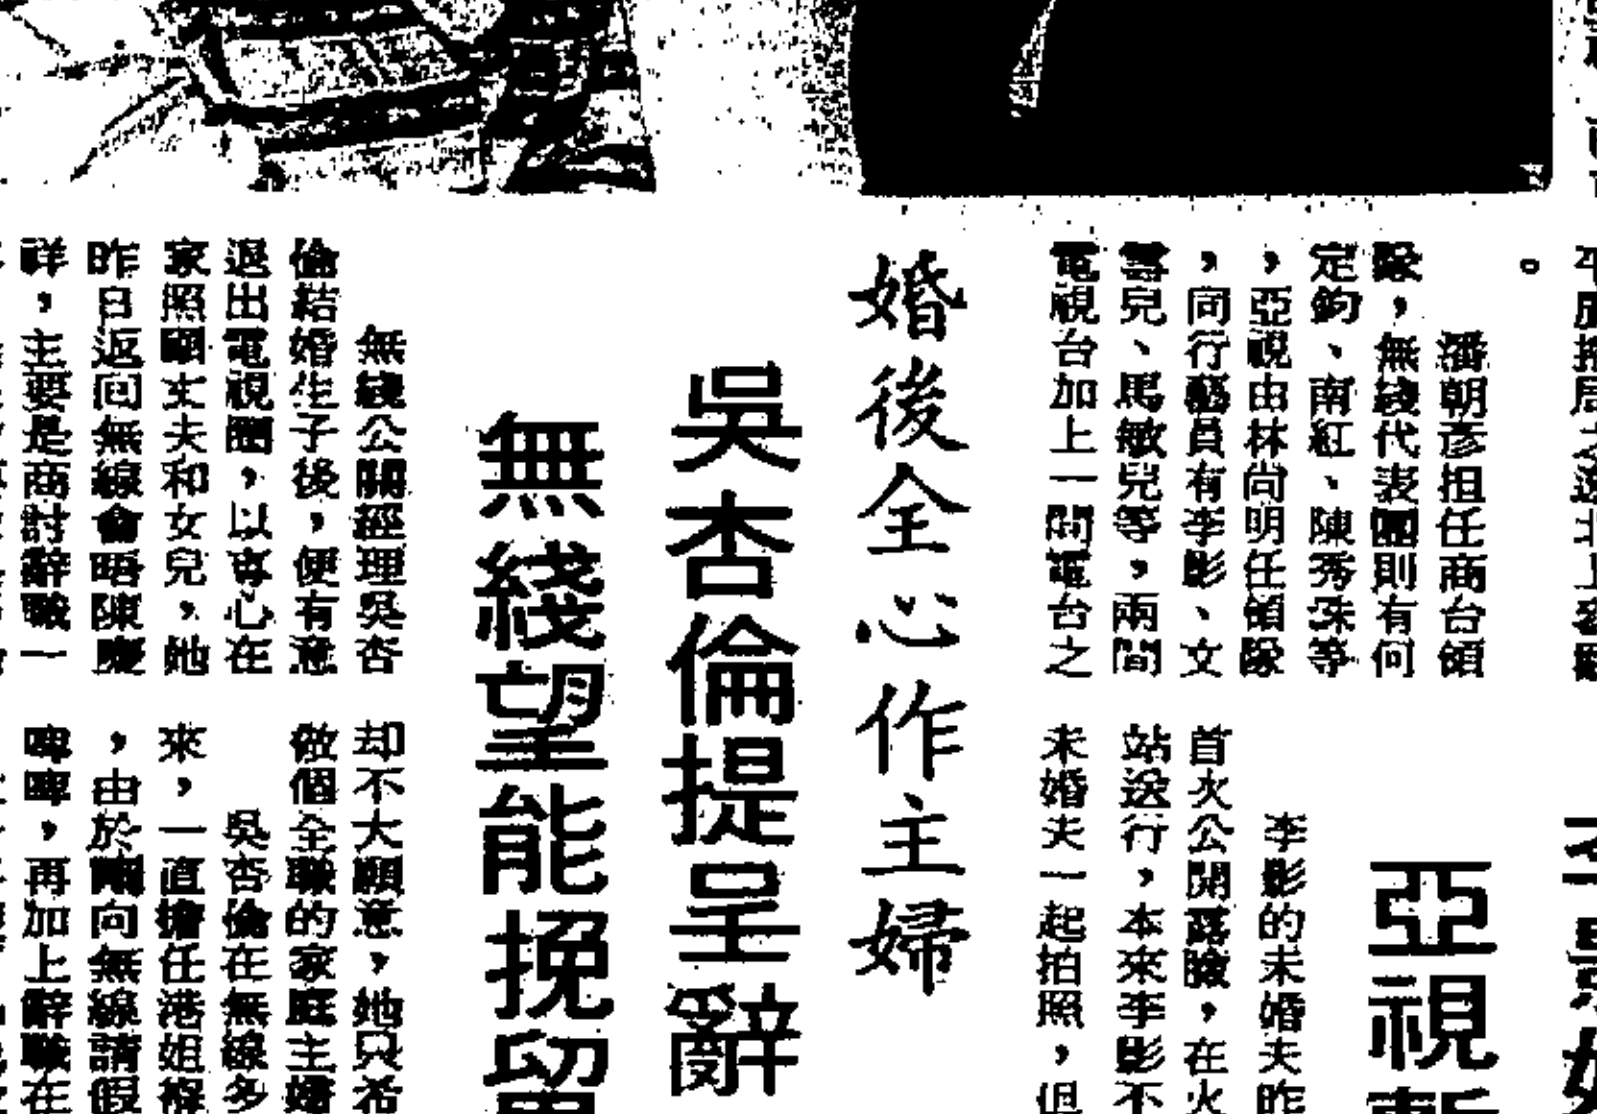 潘朝彥担任商台領
隊，無綫代表團則有何
定鈞、南紅、陳秀珠等
，亞視由林尚明任領隊
，同行藝員有李影、文
雪兒、馬敏兒等，兩間
電視台加上一間電台之
亞視
李影的未婚夫昨
首次公開露臉，在火
站送行，本來李影不
未婚夫一起拍照，但
婚後全心作主婦
吳杏倫提呈辭
無綫望能挽留
無綫公關經理吳杏
倫結婚生子後，便有意
退出電視圈，以専心在
家照顧丈夫和女兒，她
昨日返回無線會晤陳慶
祥，主要是商討辭職一
却不大願意，她只希
做個全職的家庭主婦
吳杏倫在無線多
來，一直擔任港姐褓
，由於剛向無線請假
啤啤，再加上辭職在